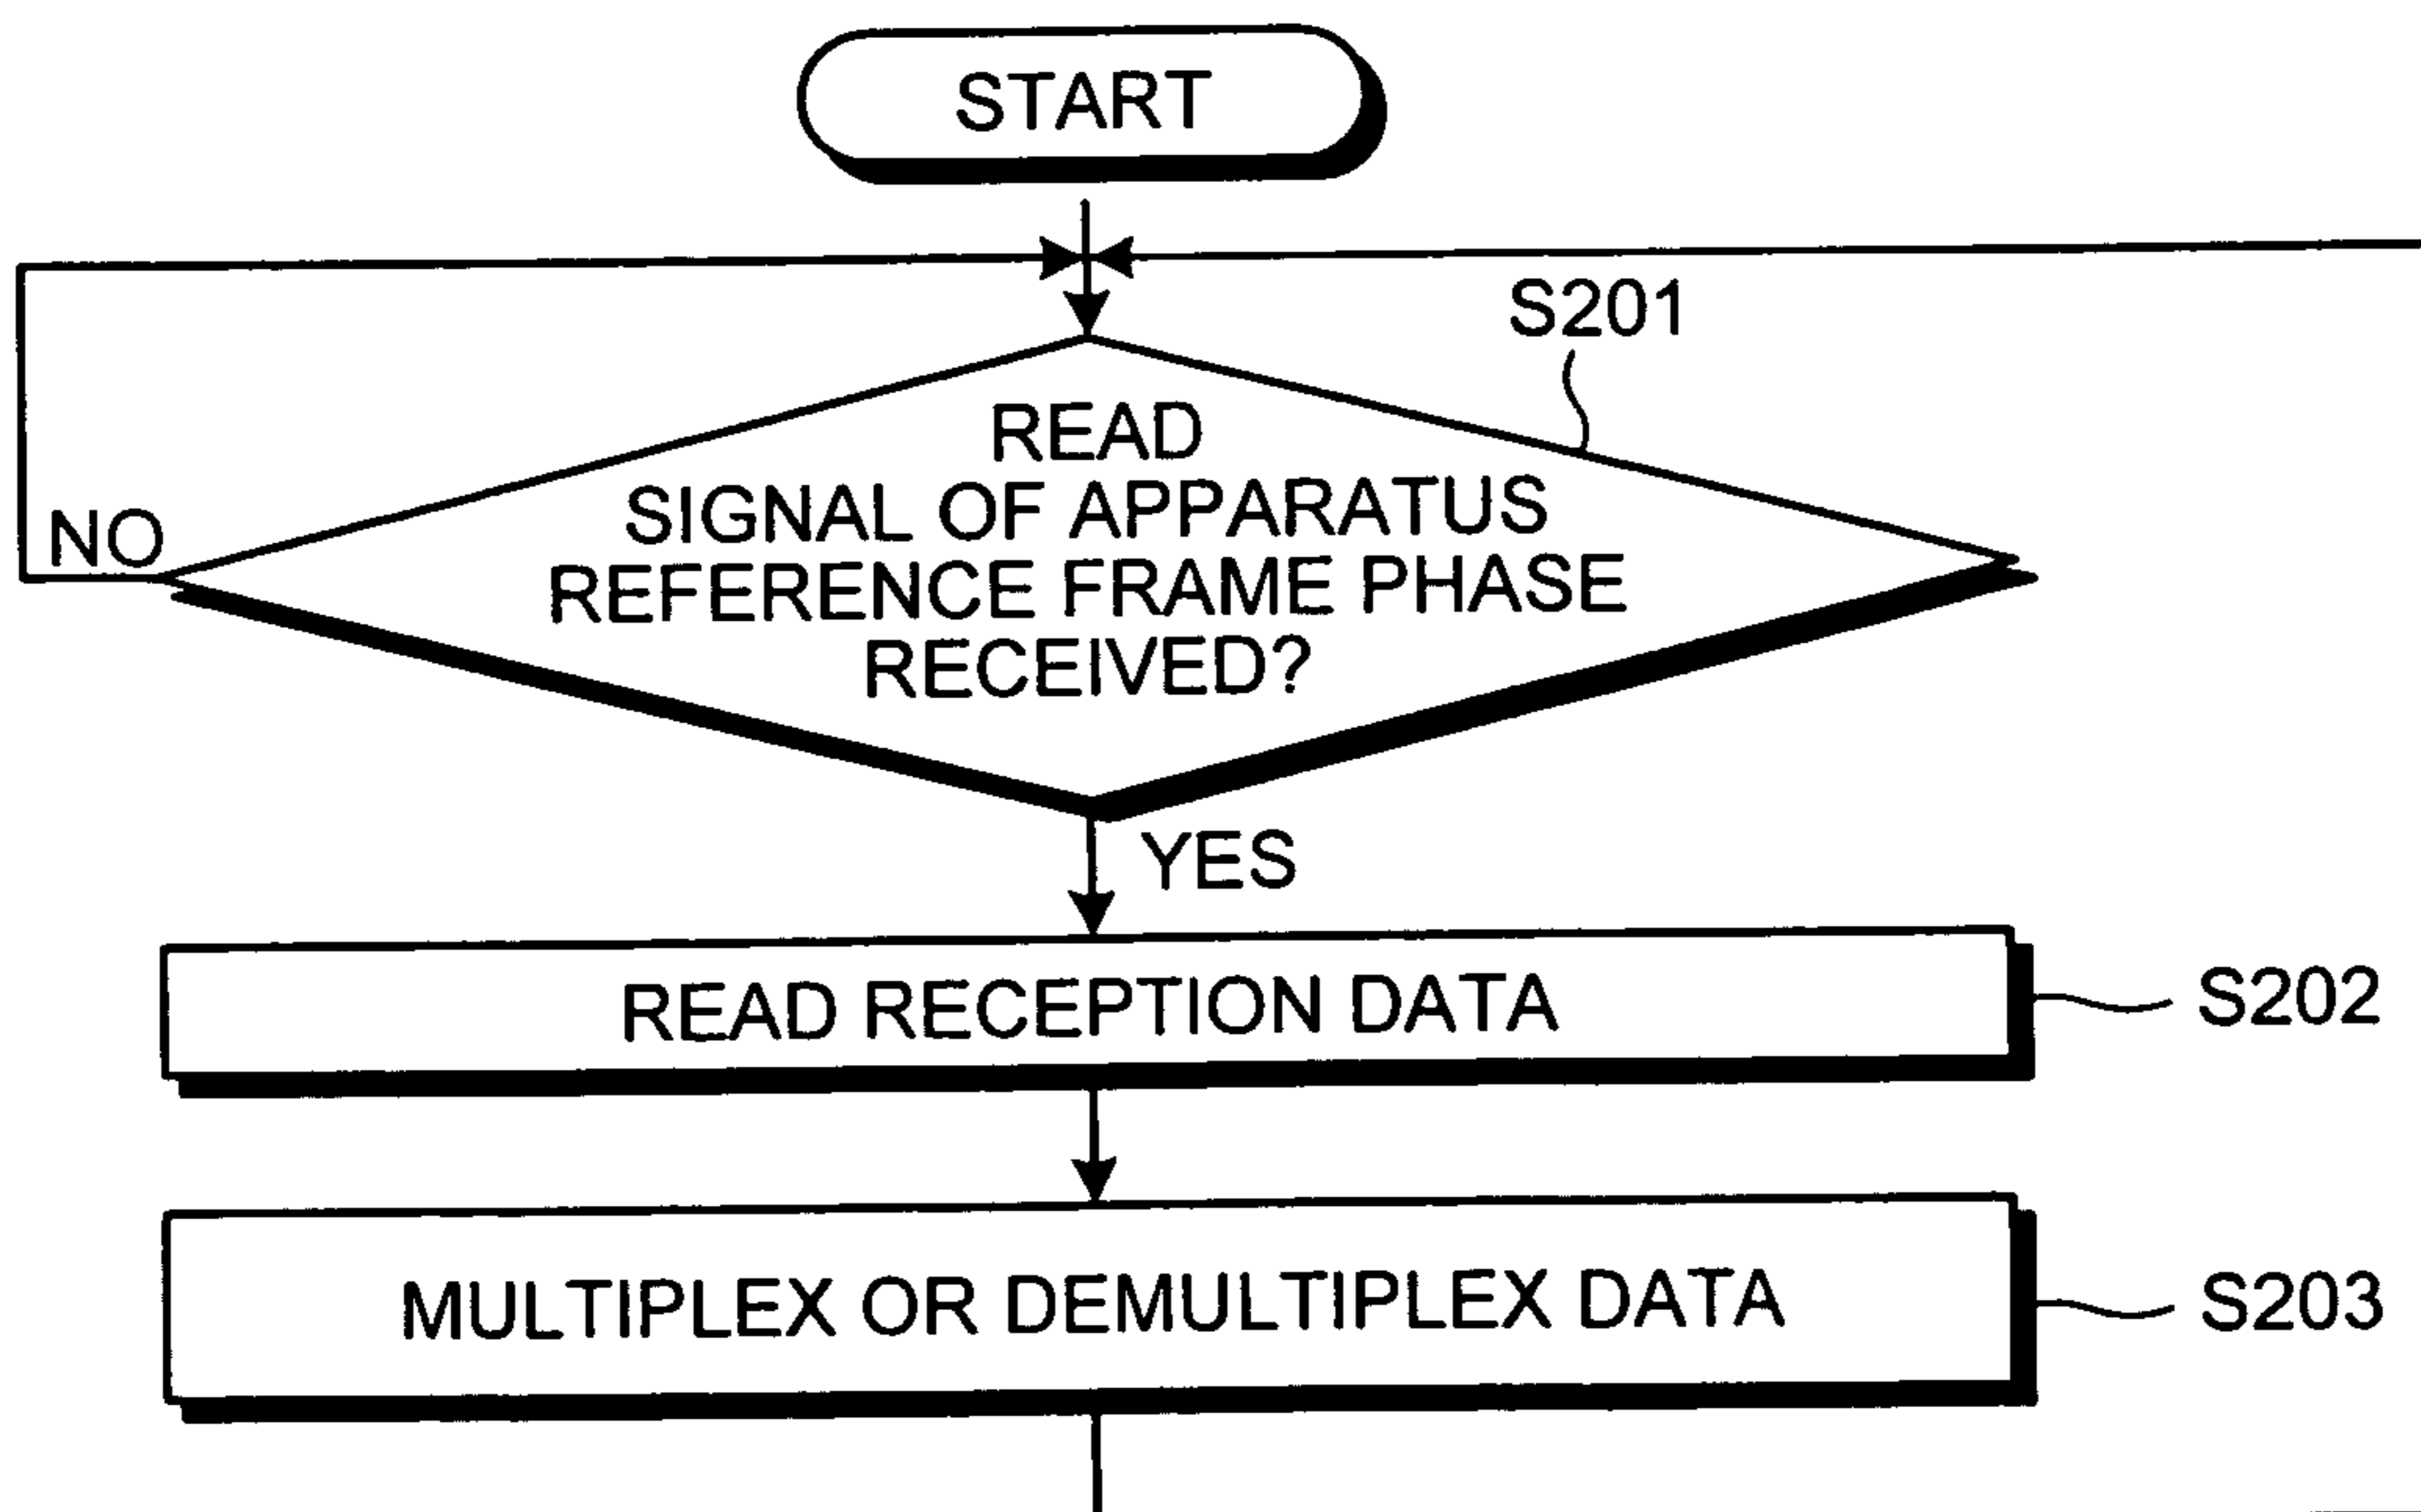 START
S201
READ
SIGNAL OF APPARATUS
REFERENCE FRAME PHASE
RECEIVED?
NO
YES
READ RECEPTION DATA
S202
MULTIPLEX OR DEMULTIPLEX DATA
S203